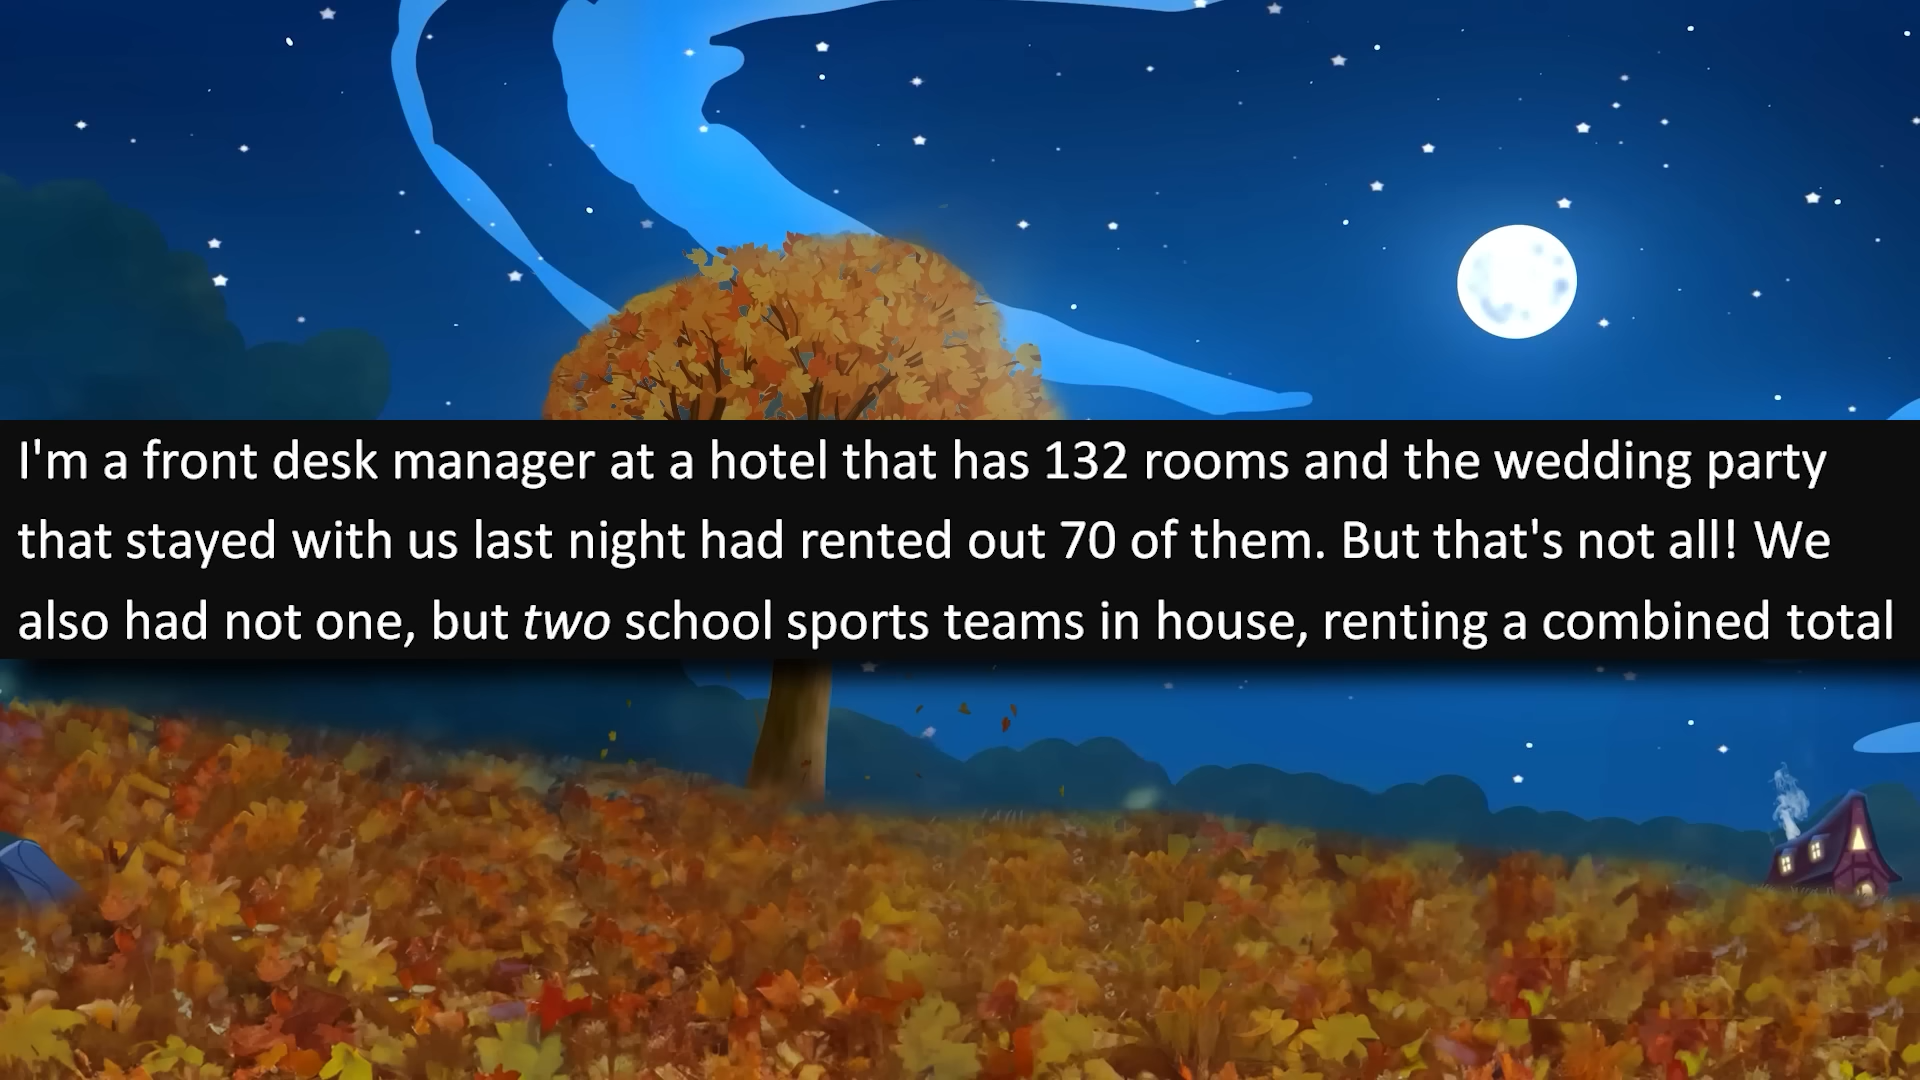 I'm a front desk manager at a hotel that has 132 rooms and the wedding party
that stayed with us last night had rented out 70 of them. But that's not all! We
also had not one, but two school sports teams in house, renting a combined total